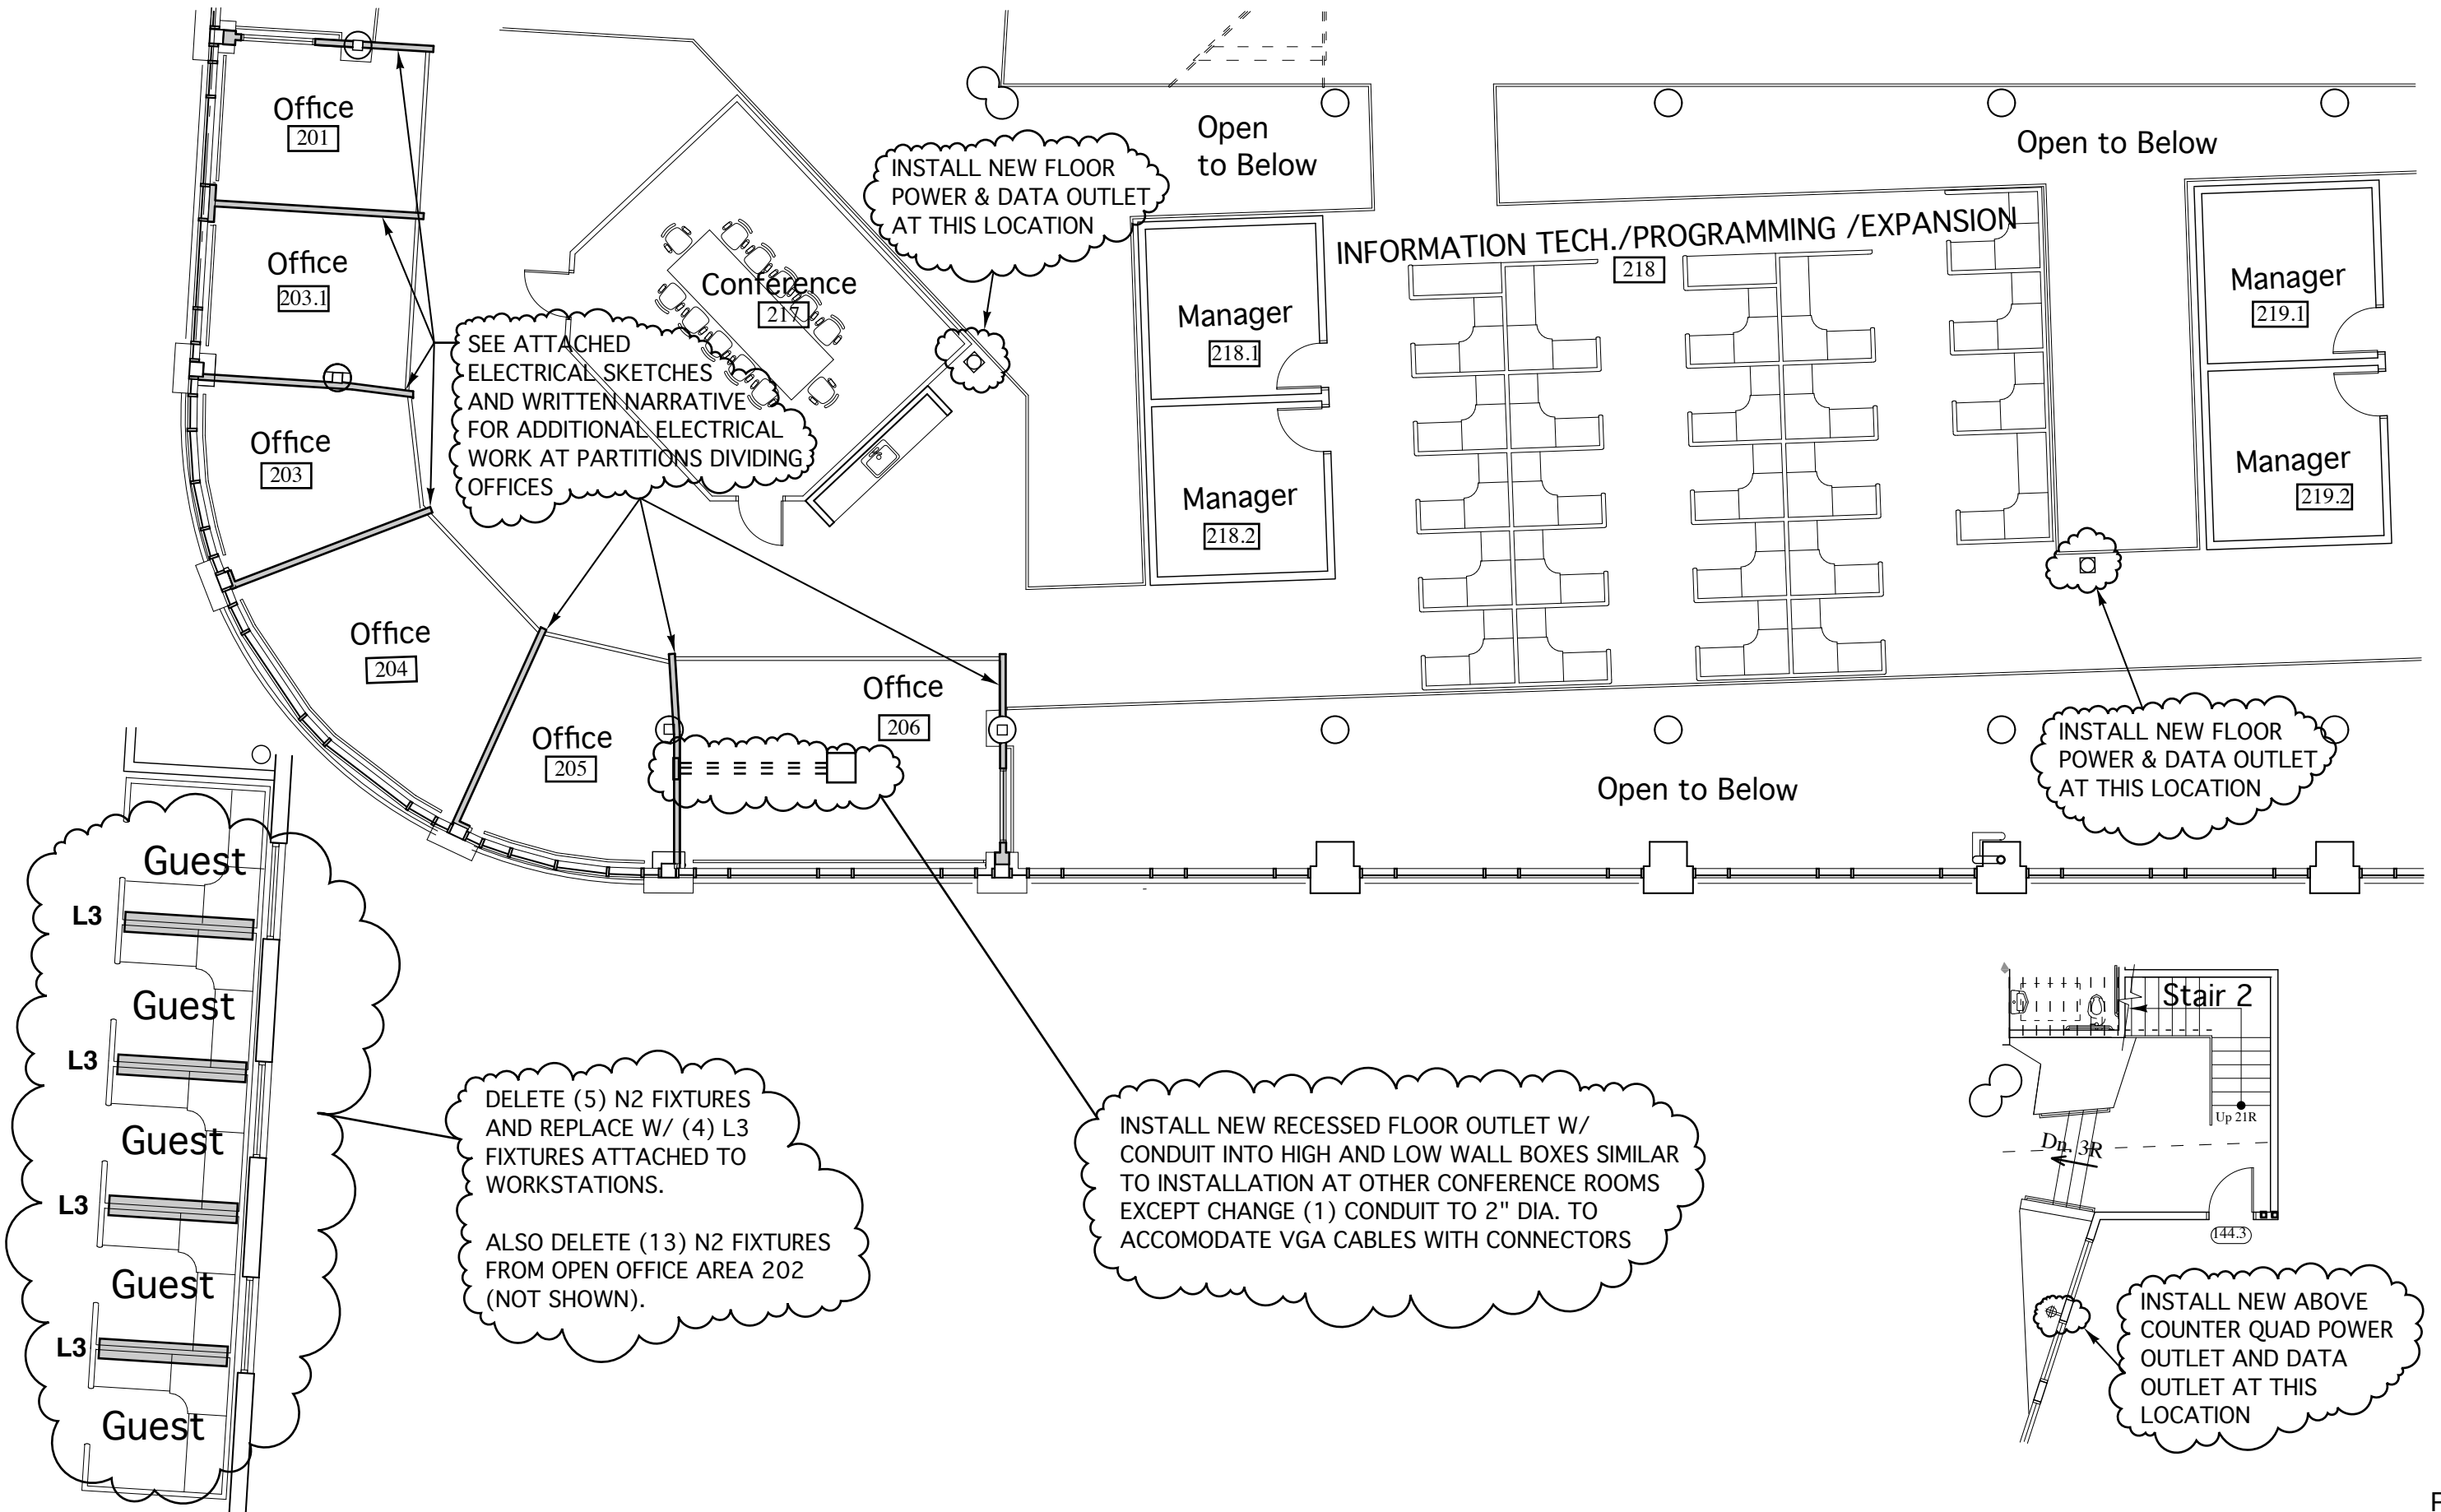 Office
201
Office
203.1
Office
203
Office
204
Office
205
Office
206
Conference
217
SEE ATTACHED
ELECTRICAL SKETCHES
AND WRITTEN NARRATIVE
FOR ADDITIONAL ELECTRICAL
WORK AT PARTITIONS DIVIDING
OFFICES
INSTALL NEW FLOOR
POWER & DATA OUTLET
AT THIS LOCATION
Open
to Below
Open to Below
INFORMATION TECH./PROGRAMMING /EXPANSION
218
Manager
218.1
Manager
218.2
Manager
219.1
Manager
219.2
INSTALL NEW FLOOR
POWER & DATA OUTLET
AT THIS LOCATION
Open to Below
Guest
L3
Guest
L3
Guest
L3
Guest
L3
Guest
DELETE (5) N2 FIXTURES
AND REPLACE W/ (4) L3
FIXTURES ATTACHED TO
WORKSTATIONS.
ALSO DELETE (13) N2 FIXTURES
FROM OPEN OFFICE AREA 202
(NOT SHOWN).
INSTALL NEW RECESSED FLOOR OUTLET W/
CONDUIT INTO HIGH AND LOW WALL BOXES SIMILAR
TO INSTALLATION AT OTHER CONFERENCE ROOMS
EXCEPT CHANGE (1) CONDUIT TO 2" DIA. TO
ACCOMODATE VGA CABLES WITH CONNECTORS
Stair 2
Up 21R
Dn. 3R
144.3
INSTALL NEW ABOVE
COUNTER QUAD POWER
OUTLET AND DATA
OUTLET AT THIS
LOCATION